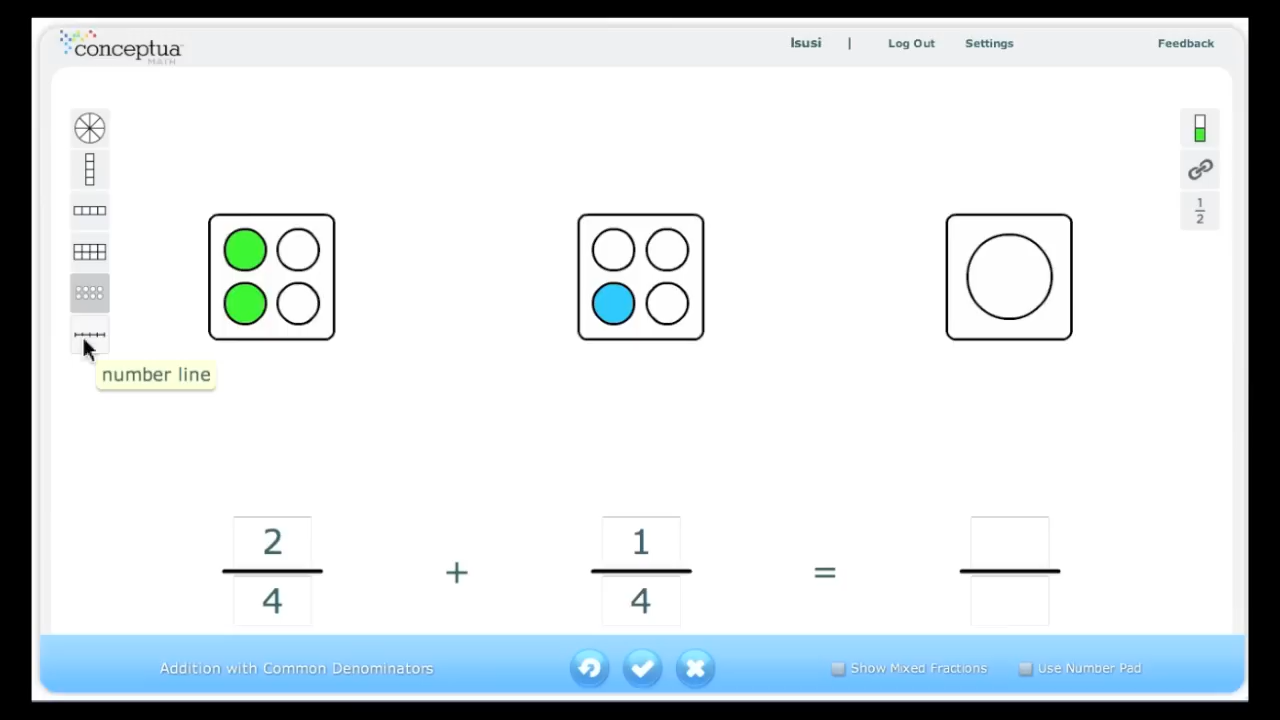 conceptua
MATH
lsusi | Log Out Settings Feedback
1
2
number line
2
4
+
1
4
=
Addition with Common Denominators
Show Mixed Fractions
Use Number Pad